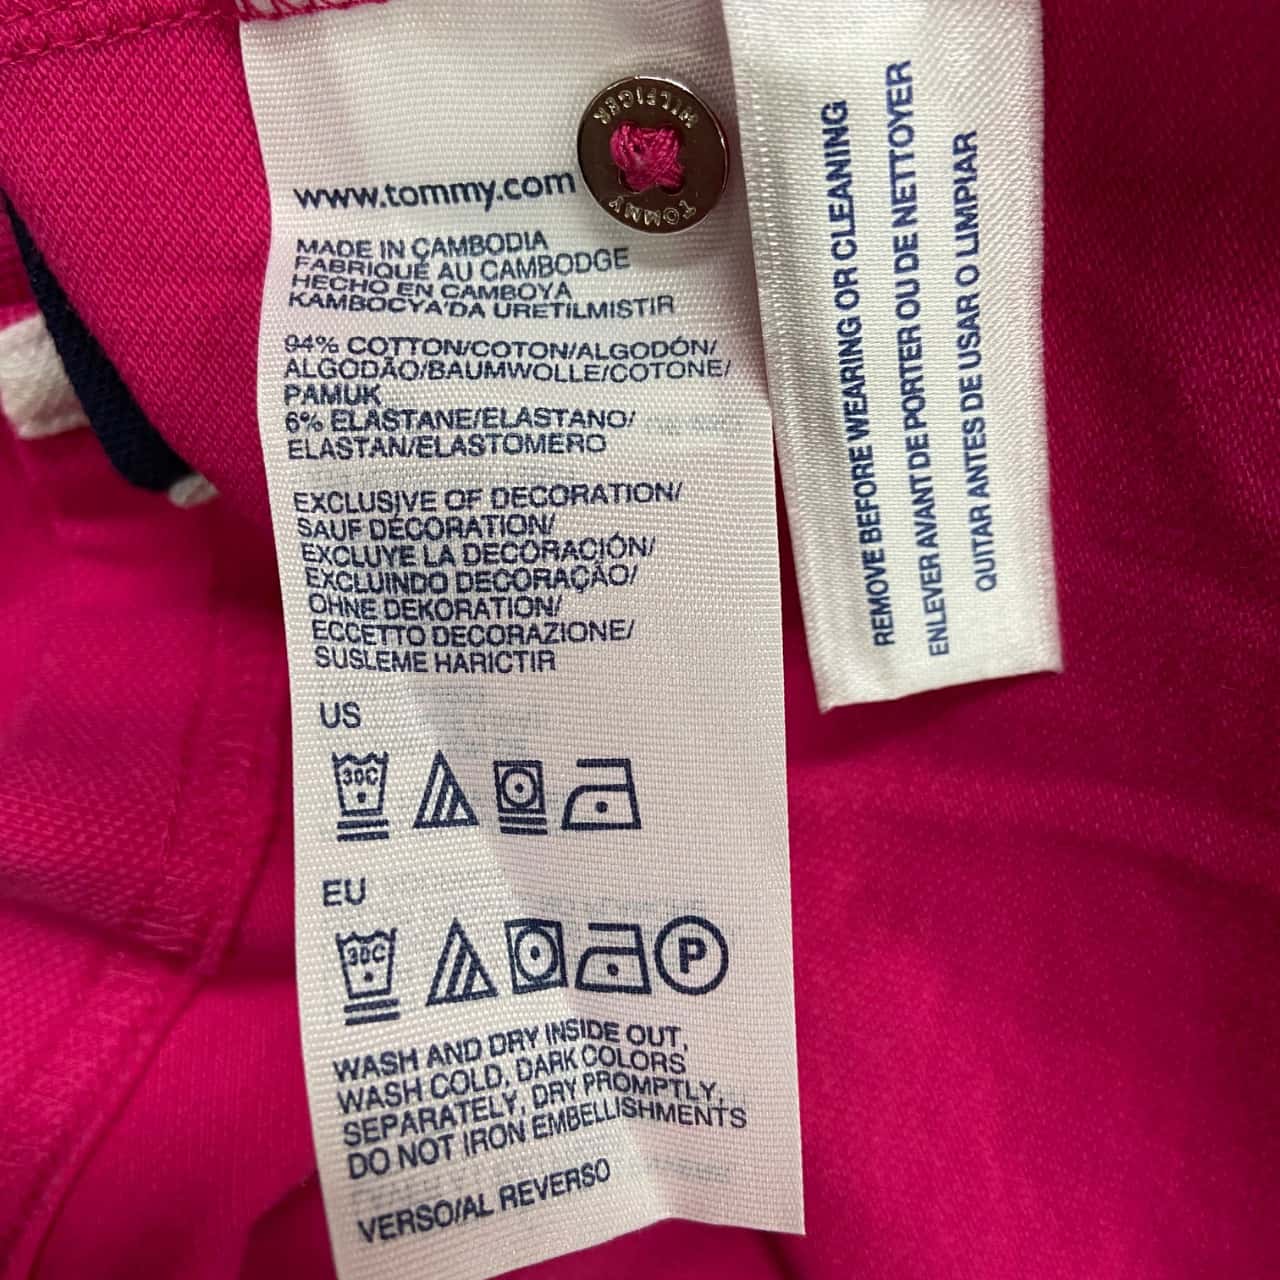 TOMMY HILFIGER
www.tommy.com
MADE IN CAMBODIA
FABRIQUÉ AU CAMBODGE
HECHO EN CAMBOYA
KAMBOCYA'DA URETILMISTIR
94% COTTON/COTON/ALGODÓN/
ALGODÃO/BAUMWOLLE/COTONE/
PAMUK
6% ELASTANE/ELASTANO/
ELASTAN/ELASTOMERO
EXCLUSIVE OF DECORATION/
SAUF DÉCORATION/
EXCLUYE LA DECORACIÓN/
EXCLUINDO DECORAÇÃO/
OHNE DEKORATION/
ECCETTO DECORAZIONE/
SUSLEME HARICTIR
US
30C
EU
30C
P
WASH AND DRY INSIDE OUT,
WASH COLD, DARK COLORS
SEPARATELY, DRY PROMPTLY,
DO NOT IRON EMBELLISHMENTS
VERSO/AL REVERSO
REMOVE BEFORE WEARING OR CLEANING
ENLEVER AVANT DE PORTER OU DE NETTOYER
QUITAR ANTES DE USAR O LIMPIAR